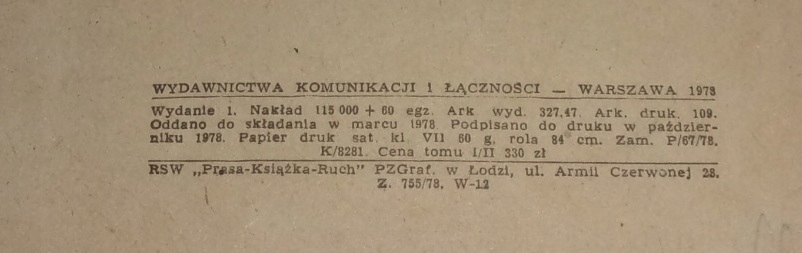 WYDAWNICTWA KOMUNIKACJI I ŁĄCZNOŚCI — WARSZAWA 1978
Wydanie 1. Nakład 115 000 + 60 egz. Ark wyd. 327,47. Ark. druk. 109.
Oddano do składania w marcu 1978. Podpisano do druku w paździer-
niku 1978. Papier druk sat. kl. VII 60 g, rola 84 cm. Zam. P/67/78.
K/8281. Cena tomu I/II 330 zł
RSW „Prasa-Książka-Ruch" PZGraf. w Łodzi, ul. Armii Czerwonej 28.
Z. 755/78. W-12